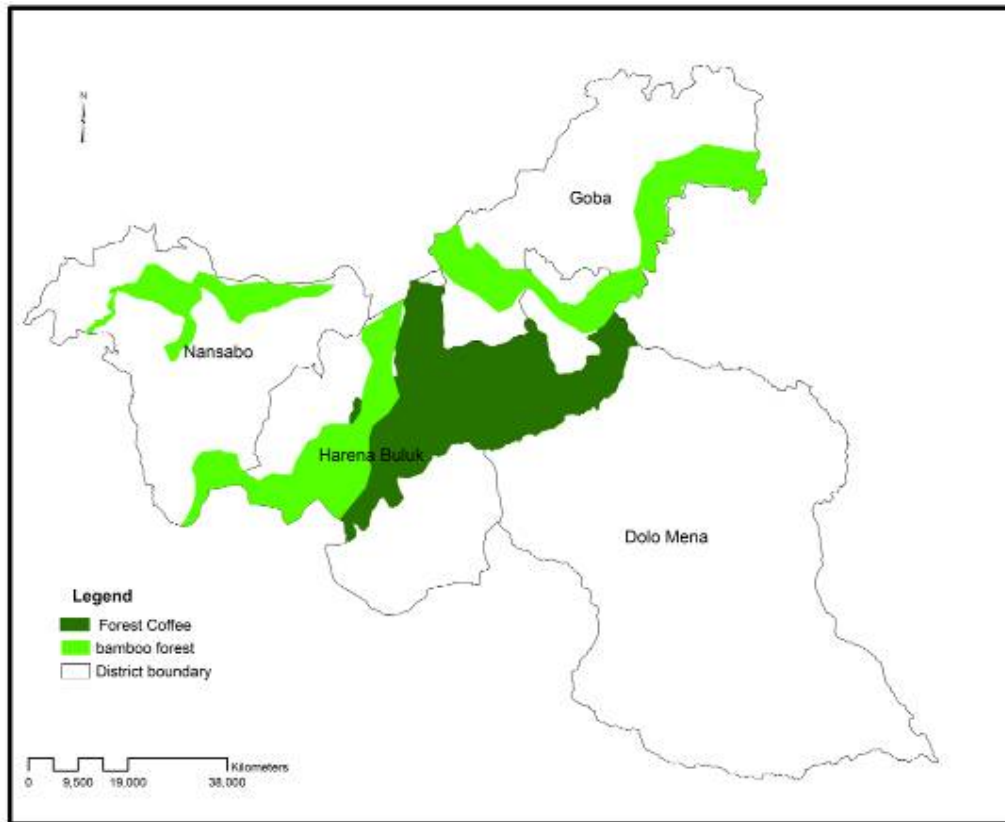 N
Goba
Nansabo
Harena Buluk
Dolo Mena
Legend
Forest Coffee
bamboo forest
District boundary
Kilometers
0 9,500 19,000 38,000